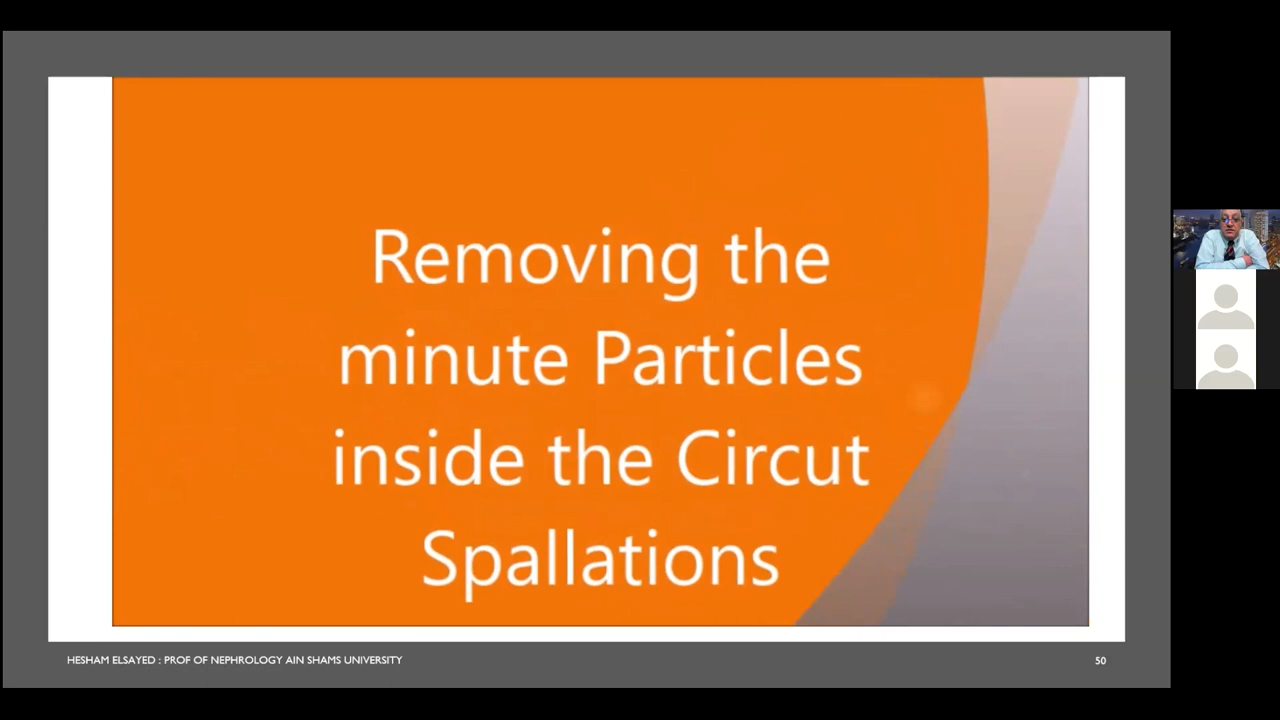 Removing the
minute Particles
inside the Circut
Spallations
HESHAM ELSAYED : PROF OF NEPHROLOGY AIN SHAMS UNIVERSITY
50